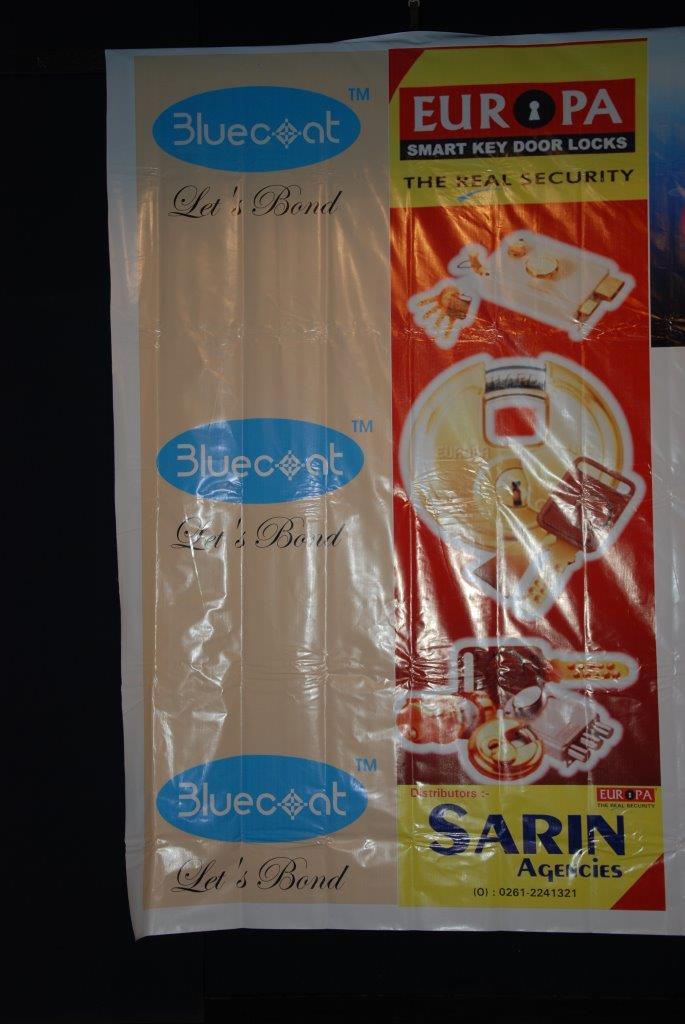 Bluecoat TM
Let's Bond
Bluecoat TM
Let's Bond
Bluecoat TM
Let's Bond
EUROPA
SMART KEY DOOR LOCKS
THE REAL SECURITY
EUROPA
Distributors :-
EUROPA
THE REAL SECURITY
SARIN
AGENCIES
(O) : 0261-2241321